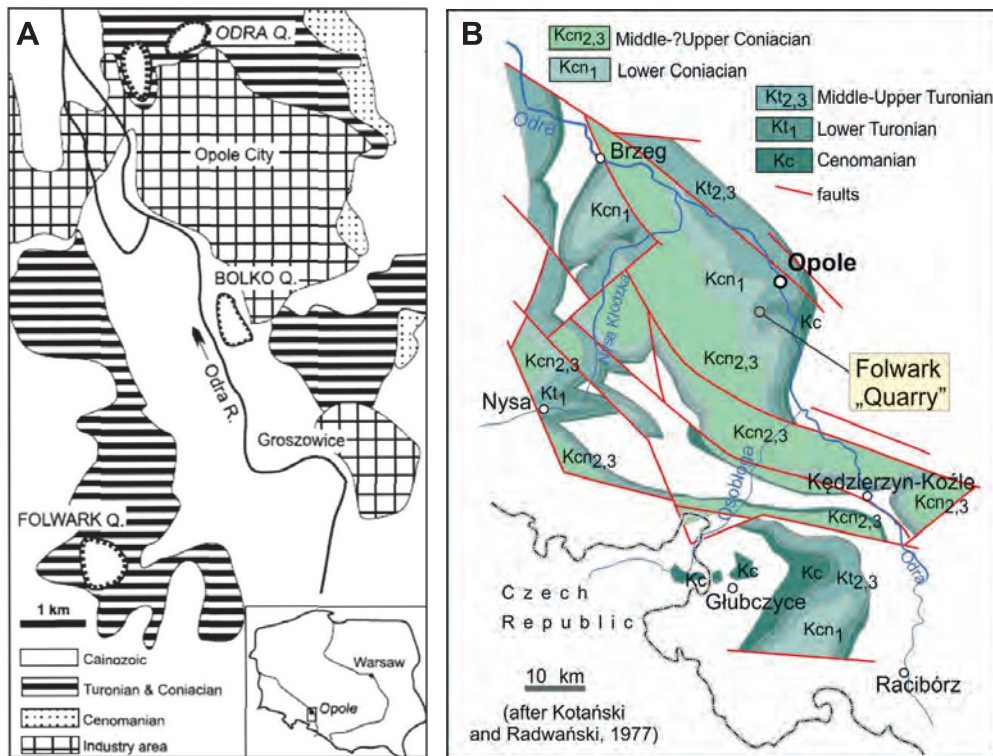 A
ODRA Q.
Opole City
BOLKO Q.
Odra R.
Groszowice
FOLWARK Q.
1 km
Cainozoic
Turonian & Coniacian
Cenomanian
Industry area
Warsaw
Opole
B
Kcn2,3 Middle-?Upper Coniacian
Kcn1 Lower Coniacian
Kt2,3 Middle-Upper Turonian
Kt1 Lower Turonian
Kc Cenomanian
faults
Odra
Brzeg
Kt2,3
Kcn1
Opole
Kcn1
Nysa Kłodzka
Kc
Kcn2,3
Folwark
„Quarry”
Kcn2,3
Kt1
Nysa
Kcn2,3
Kcn2,3
Osobłoga
Kędzierzyn-Koźle
Kcn2,3
Kcn2,3
Odra
Kc
Kc
Kc
Kt2,3
Głubczyce
Czech
Republic
Kcn1
Racibórz
10 km
(after Kotański
and Radwański, 1977)